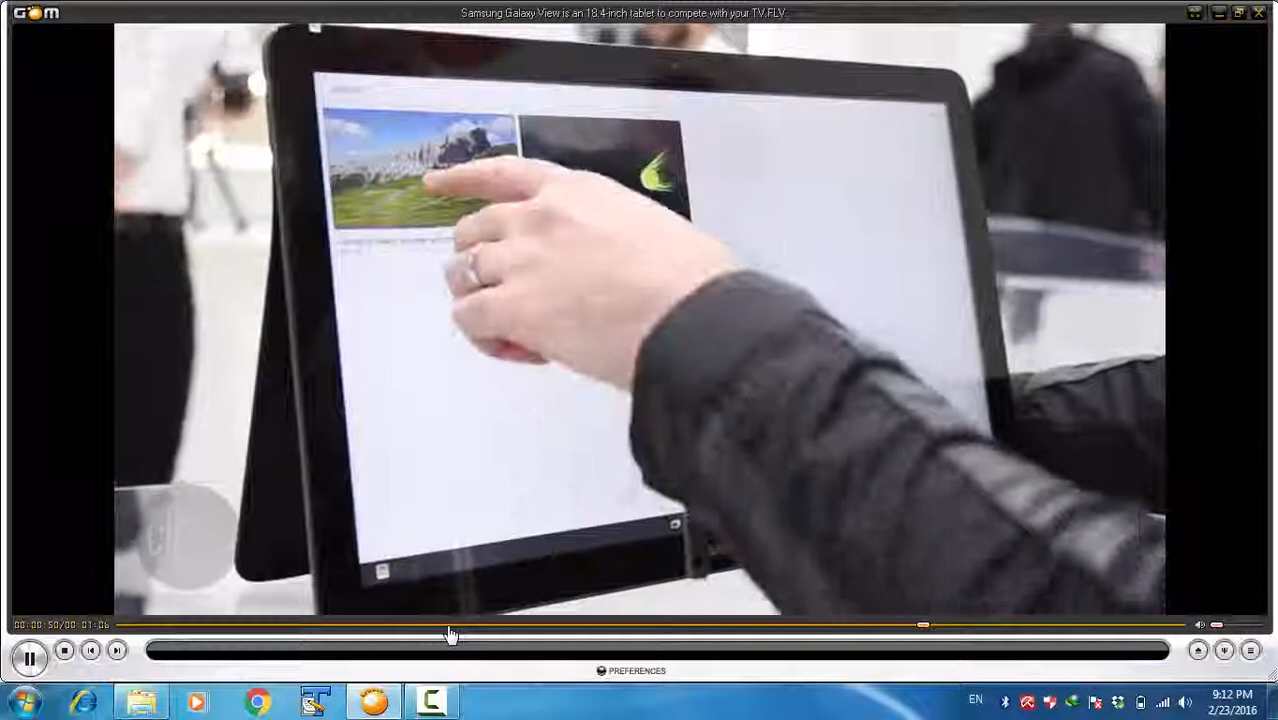 GOM
Samsung Galaxy View is an 18.4-inch tablet to compete with your TV.FLV
00:00:50/00:01:06
PREFERENCES
EN
9:12 PM
2/23/2016